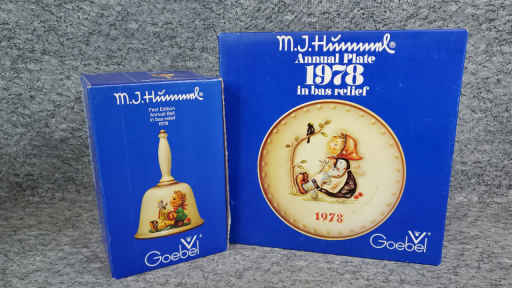 M.J.Hummel®
First Edition
Annual Bell
in bas relief
1978
Goebel
M.J.Hummel®
Annual Plate
1978
in bas relief
1978
Goebel